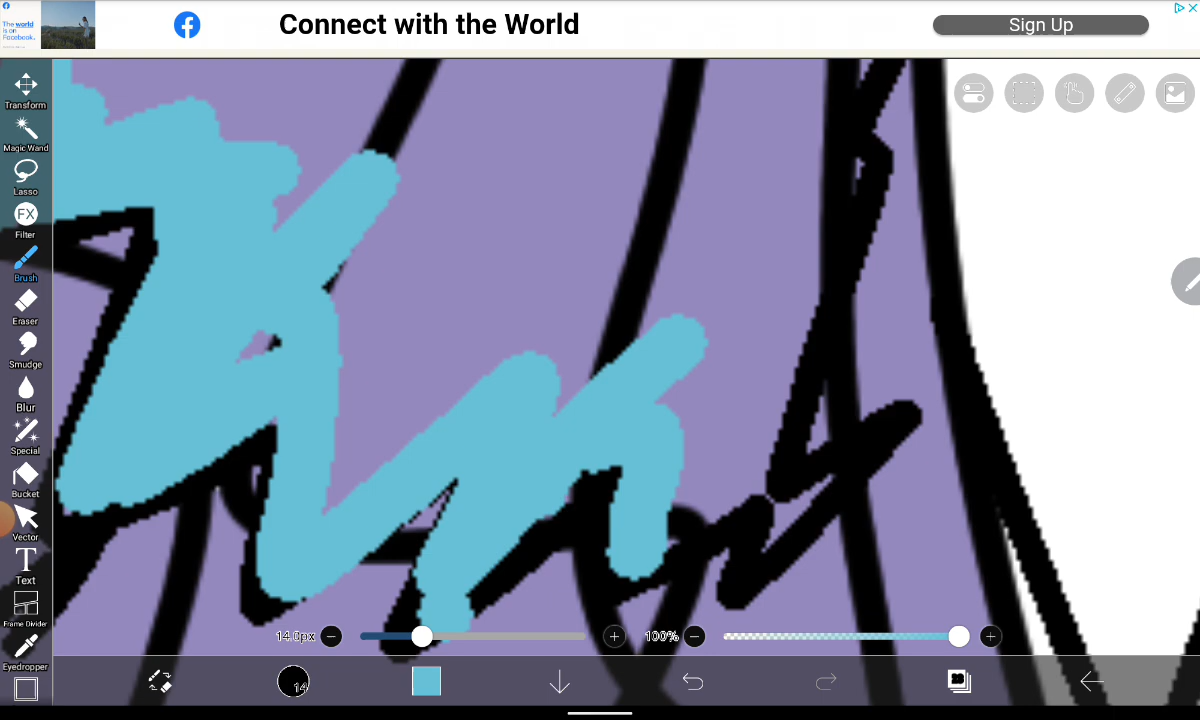 The world
is on
Facebook.
Connect with the World
Sign Up
Transform
Magic Wand
Lasso
FX
Filter
Brush
Eraser
Smudge
Blur
Special
Bucket
Vector
T
Text
Frame Divider
Eyedropper
14.0px
100%
14